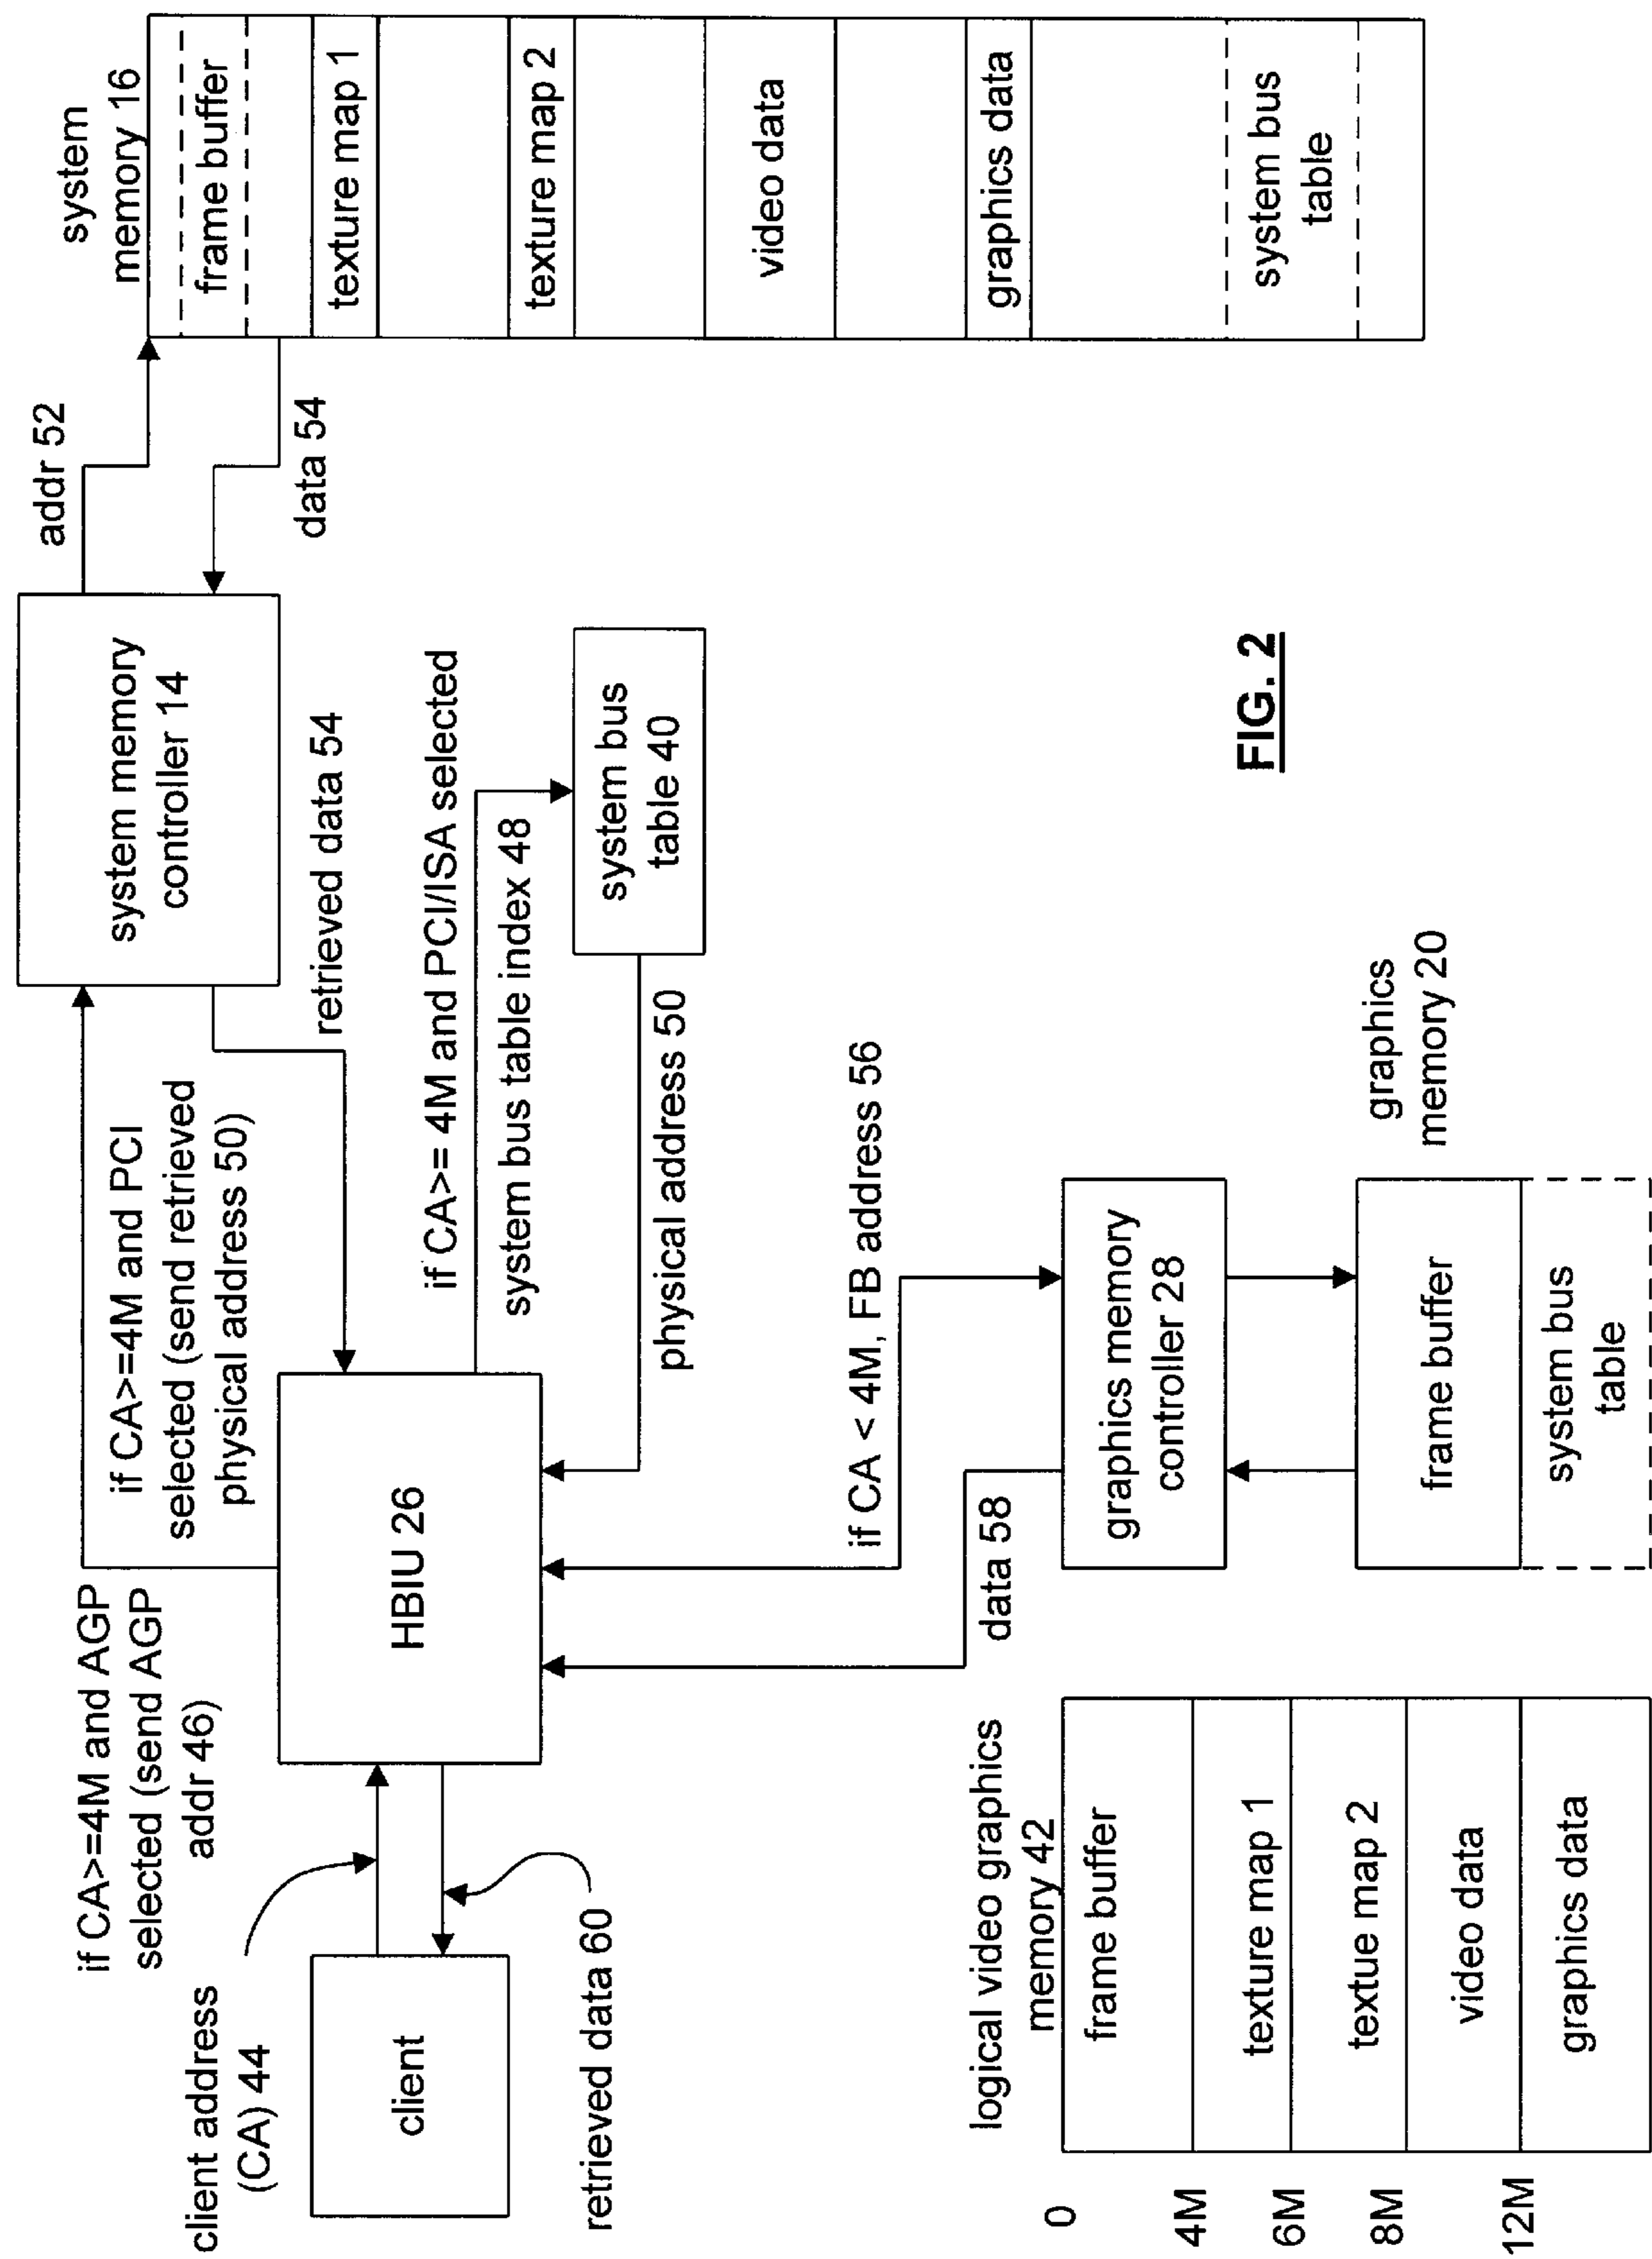 client address
(CA) 44
client
retrieved data 60
if CA>=4M and AGP
selected (send AGP
addr 46)
HBIU 26
if CA>=4M and PCI
selected (send retrieved
physical address 50)
system memory
controller 14
retrieved data 54
addr 52
data 54
if CA>= 4M and PCI/ISA selected
system bus table index 48
system bus
table 40
physical address 50
if CA < 4M, FB address 56
data 58
graphics memory
controller 28
graphics
memory 20
frame buffer
system bus
table
logical video graphics
memory 42
0
frame buffer
4M
texture map 1
6M
textue map 2
8M
video data
12M
graphics data
system
memory 16
frame buffer
texture map 1
texture map 2
video data
graphics data
system bus
table
FIG. 2